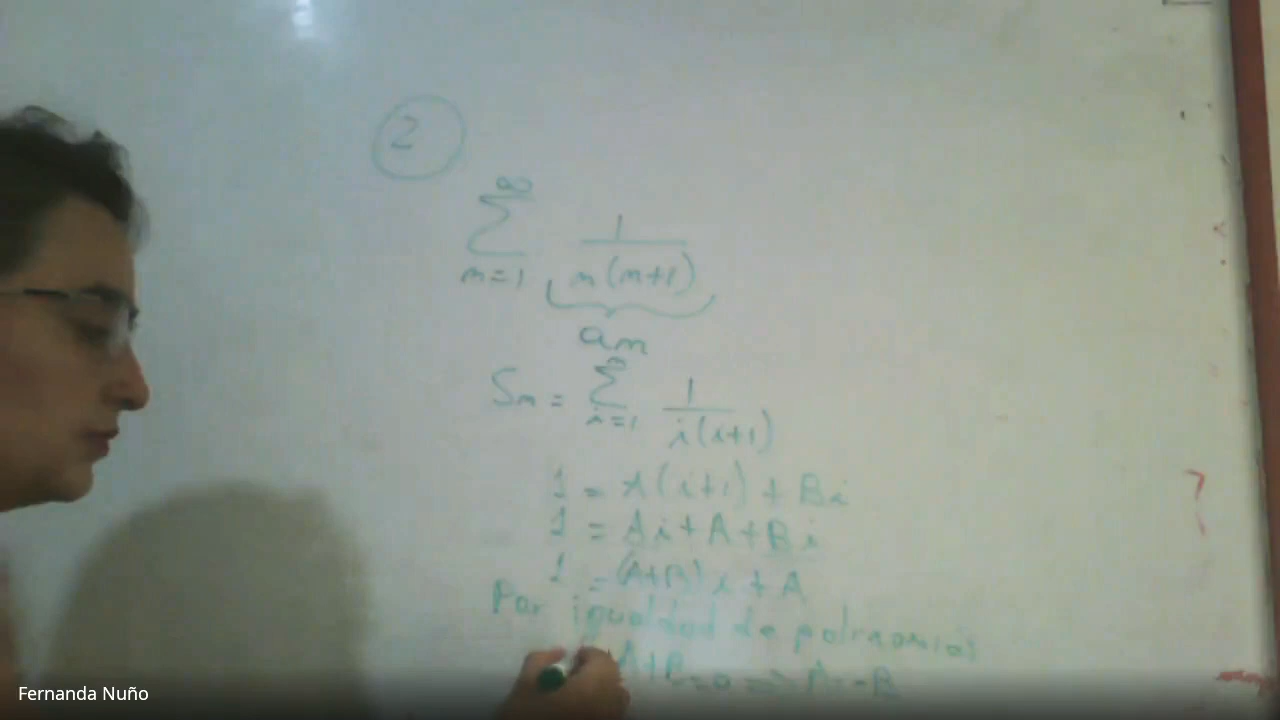 2
∞
∑ 1
n=1 n(n+1)
an
Sn = ∞ ∑ i=1 1 / i(i+1)
1 = A(i+1) + Bi
1 = Ai + A + Bi
1 = (A+B)i + A
Por igualdad de polinomios
A+B=0 => A=-B
Fernanda Nuño